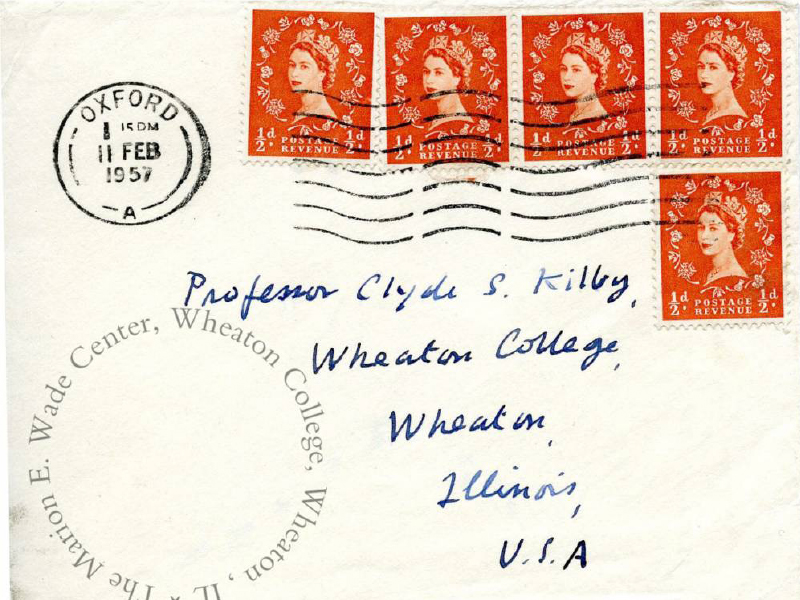 OXFORD
1 15 PM
11 FEB
1957
A
½d. POSTAGE REVENUE ½d.
½d. POSTAGE REVENUE ½d.
½d. POSTAGE REVENUE ½d.
½d. POSTAGE REVENUE ½d.
½d. POSTAGE REVENUE ½d.
Professor Clyde S. Kilby,
Wheaton College,
Wheaton,
Illinois,
U.S.A
The Marion E. Wade Center, Wheaton College, Wheaton, IL ★